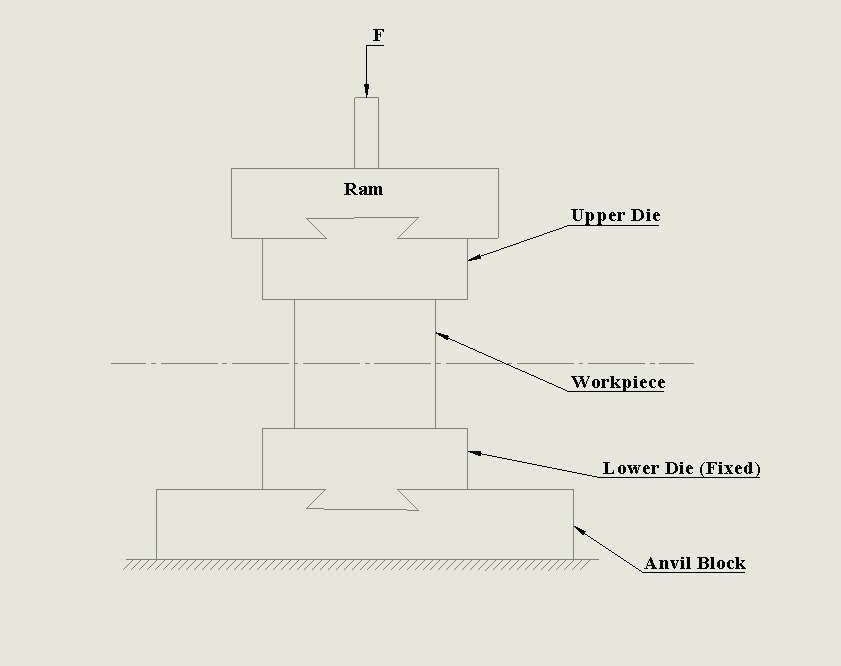 F
Ram
Upper Die
Workpiece
Lower Die (Fixed)
Anvil Block